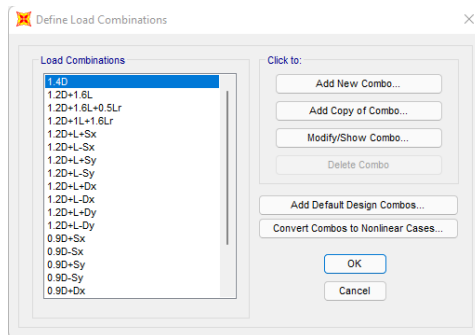 Define Load Combinations
Load Combinations
1.4D
1.2D+1.6L
1.2D+1.6L+0.5Lr
1.2D+1L+1.6Lr
1.2D+L+Sx
1.2D+L-Sx
1.2D+L+Sy
1.2D+L-Sy
1.2D+L+Dx
1.2D+L-Dx
1.2D+L+Dy
1.2D+L-Dy
0.9D+Sx
0.9D-Sx
0.9D+Sy
0.9D-Sy
0.9D+Dx
Click to:
Add New Combo...
Add Copy of Combo...
Modify/Show Combo...
Delete Combo
Add Default Design Combos...
Convert Combos to Nonlinear Cases...
OK
Cancel